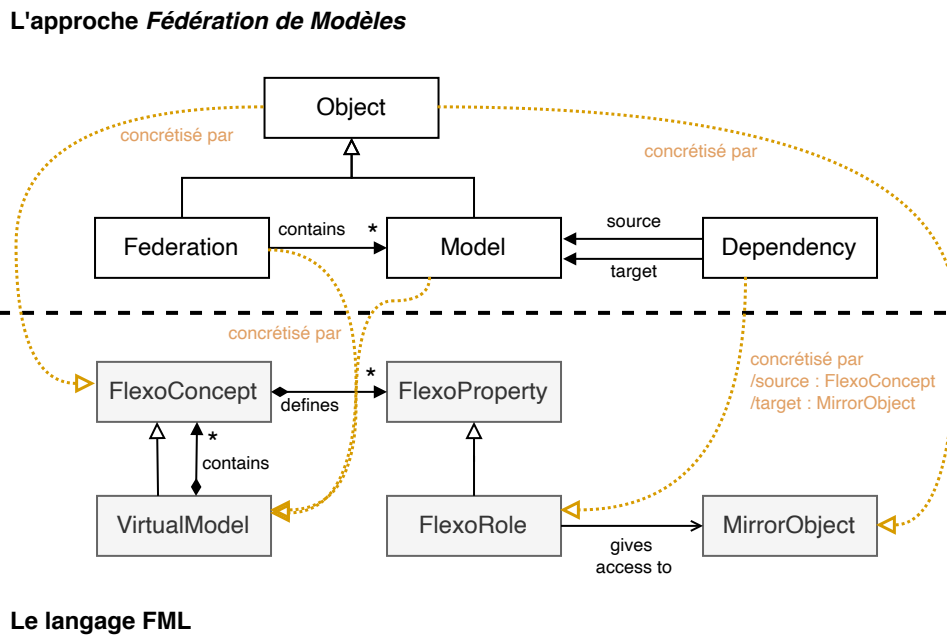 L'approche Fédération de Modèles
Object
concrétisé par
concrétisé par
Federation
contains
*
Model
source
target
Dependency
concrétisé par
concrétisé par
/source : FlexoConcept
/target : MirrorObject
FlexoConcept
defines
*
FlexoProperty
*
contains
VirtualModel
FlexoRole
gives
access to
MirrorObject
Le langage FML